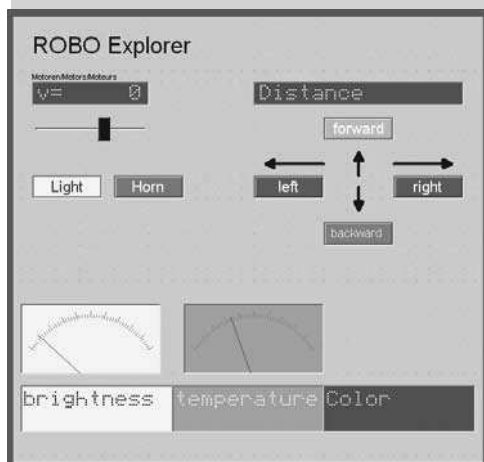 ROBO Explorer
Motoren/Motors/Moteurs
v= 0
Distance
forward
Light
Horn
left
right
backward
brightness
temperature
Color